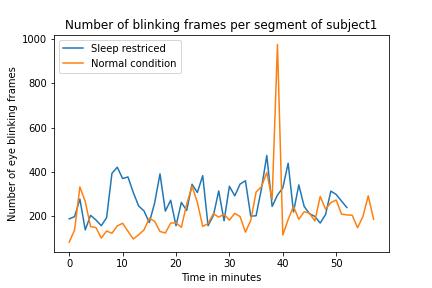 Number of blinking frames per segment of subject1
Sleep restriced
Normal condition
Number of eye blinking frames
1000
800
600
400
200
0
10
20
30
40
50
Time in minutes